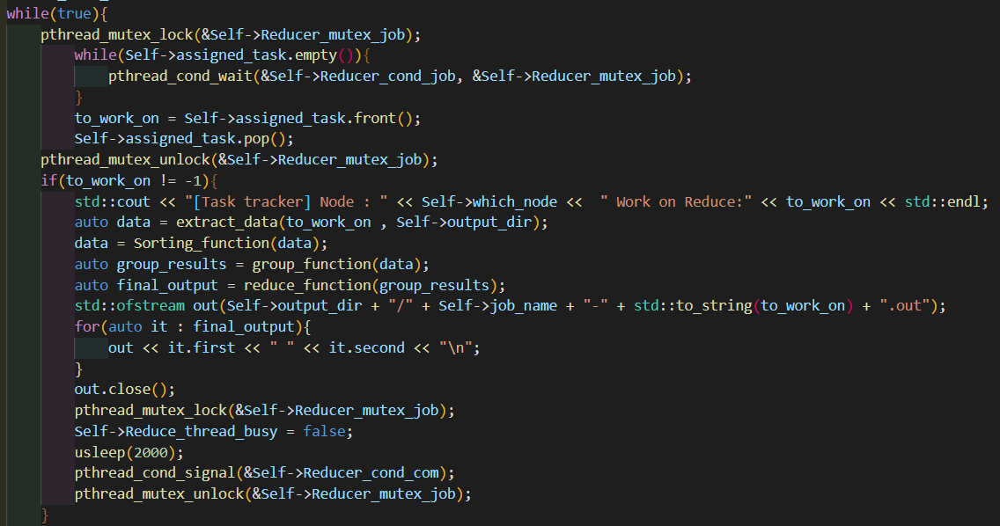 while(true){
pthread_mutex_lock(&Self->Reducer_mutex_job);
while(Self->assigned_task.empty()){
pthread_cond_wait(&Self->Reducer_cond_job, &Self->Reducer_mutex_job);
}
to_work_on = Self->assigned_task.front();
Self->assigned_task.pop();
pthread_mutex_unlock(&Self->Reducer_mutex_job);
if(to_work_on != -1){
std::cout << "[Task tracker] Node : " << Self->which_node <<  " Work on Reduce:" << to_work_on << std::endl;
auto data = extract_data(to_work_on , Self->output_dir);
data = Sorting_function(data);
auto group_results = group_function(data);
auto final_output = reduce_function(group_results);
std::ofstream out(Self->output_dir + "/" + Self->job_name + "-" + std::to_string(to_work_on) + ".out");
for(auto it : final_output){
out << it.first << " " << it.second << "\n";
}
out.close();
pthread_mutex_lock(&Self->Reducer_mutex_job);
Self->Reduce_thread_busy = false;
usleep(2000);
pthread_cond_signal(&Self->Reducer_cond_com);
pthread_mutex_unlock(&Self->Reducer_mutex_job);
}